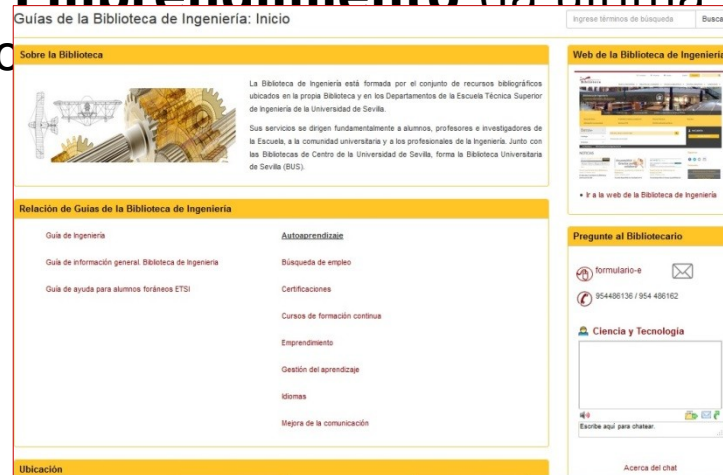 Guías de la Biblioteca de Ingeniería: Inicio
Ingrese términos de búsqueda
Busca
Sobre la Biblioteca
La Biblioteca de Ingeniería está formada por el conjunto de recursos bibliográficos
ubicados en la propia Biblioteca y en los Departamentos de la Escuela Técnica Superior
de Ingeniería de la Universidad de Sevilla.
Sus servicios se dirigen fundamentalmente a alumnos, profesores e investigadores de
la Escuela, a la comunidad universitaria y a los profesionales de la Ingeniería. Junto con
las Bibliotecas de Centro de la Universidad de Sevilla, forma la Biblioteca Universitaria
de Sevilla (BUS).
Web de la Biblioteca de Ingeniería
• Ir a la web de la Biblioteca de Ingeniería
Relación de Guías de la Biblioteca de Ingeniería
Guía de Ingeniería
Guía de información general. Biblioteca de Ingeniería
Guía de ayuda para alumnos foráneos ETSI
Autoaprendizaje
Búsqueda de empleo
Certificaciones
Cursos de formación continua
Emprendimiento
Gestión del aprendizaje
Idiomas
Mejora de la comunicación
Pregunte al Bibliotecario
formulario-e
954486136 / 954 486162
Ciencia y Tecnología
Escribe aquí para chatear.
Acerca del chat
Ubicación